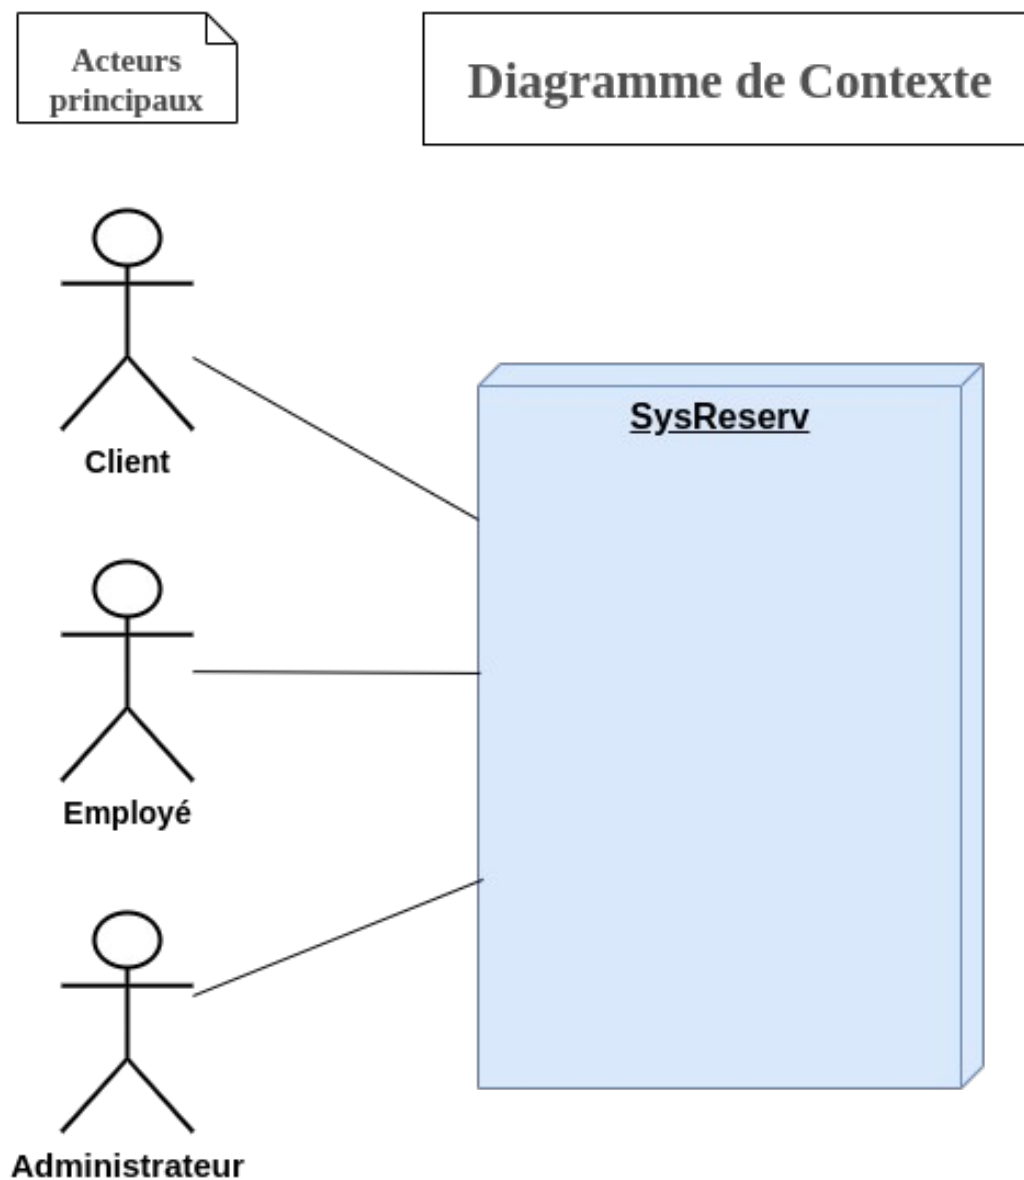 Acteurs
principaux
Diagramme de Contexte
SysReserv
Client
Employé
Administrateur